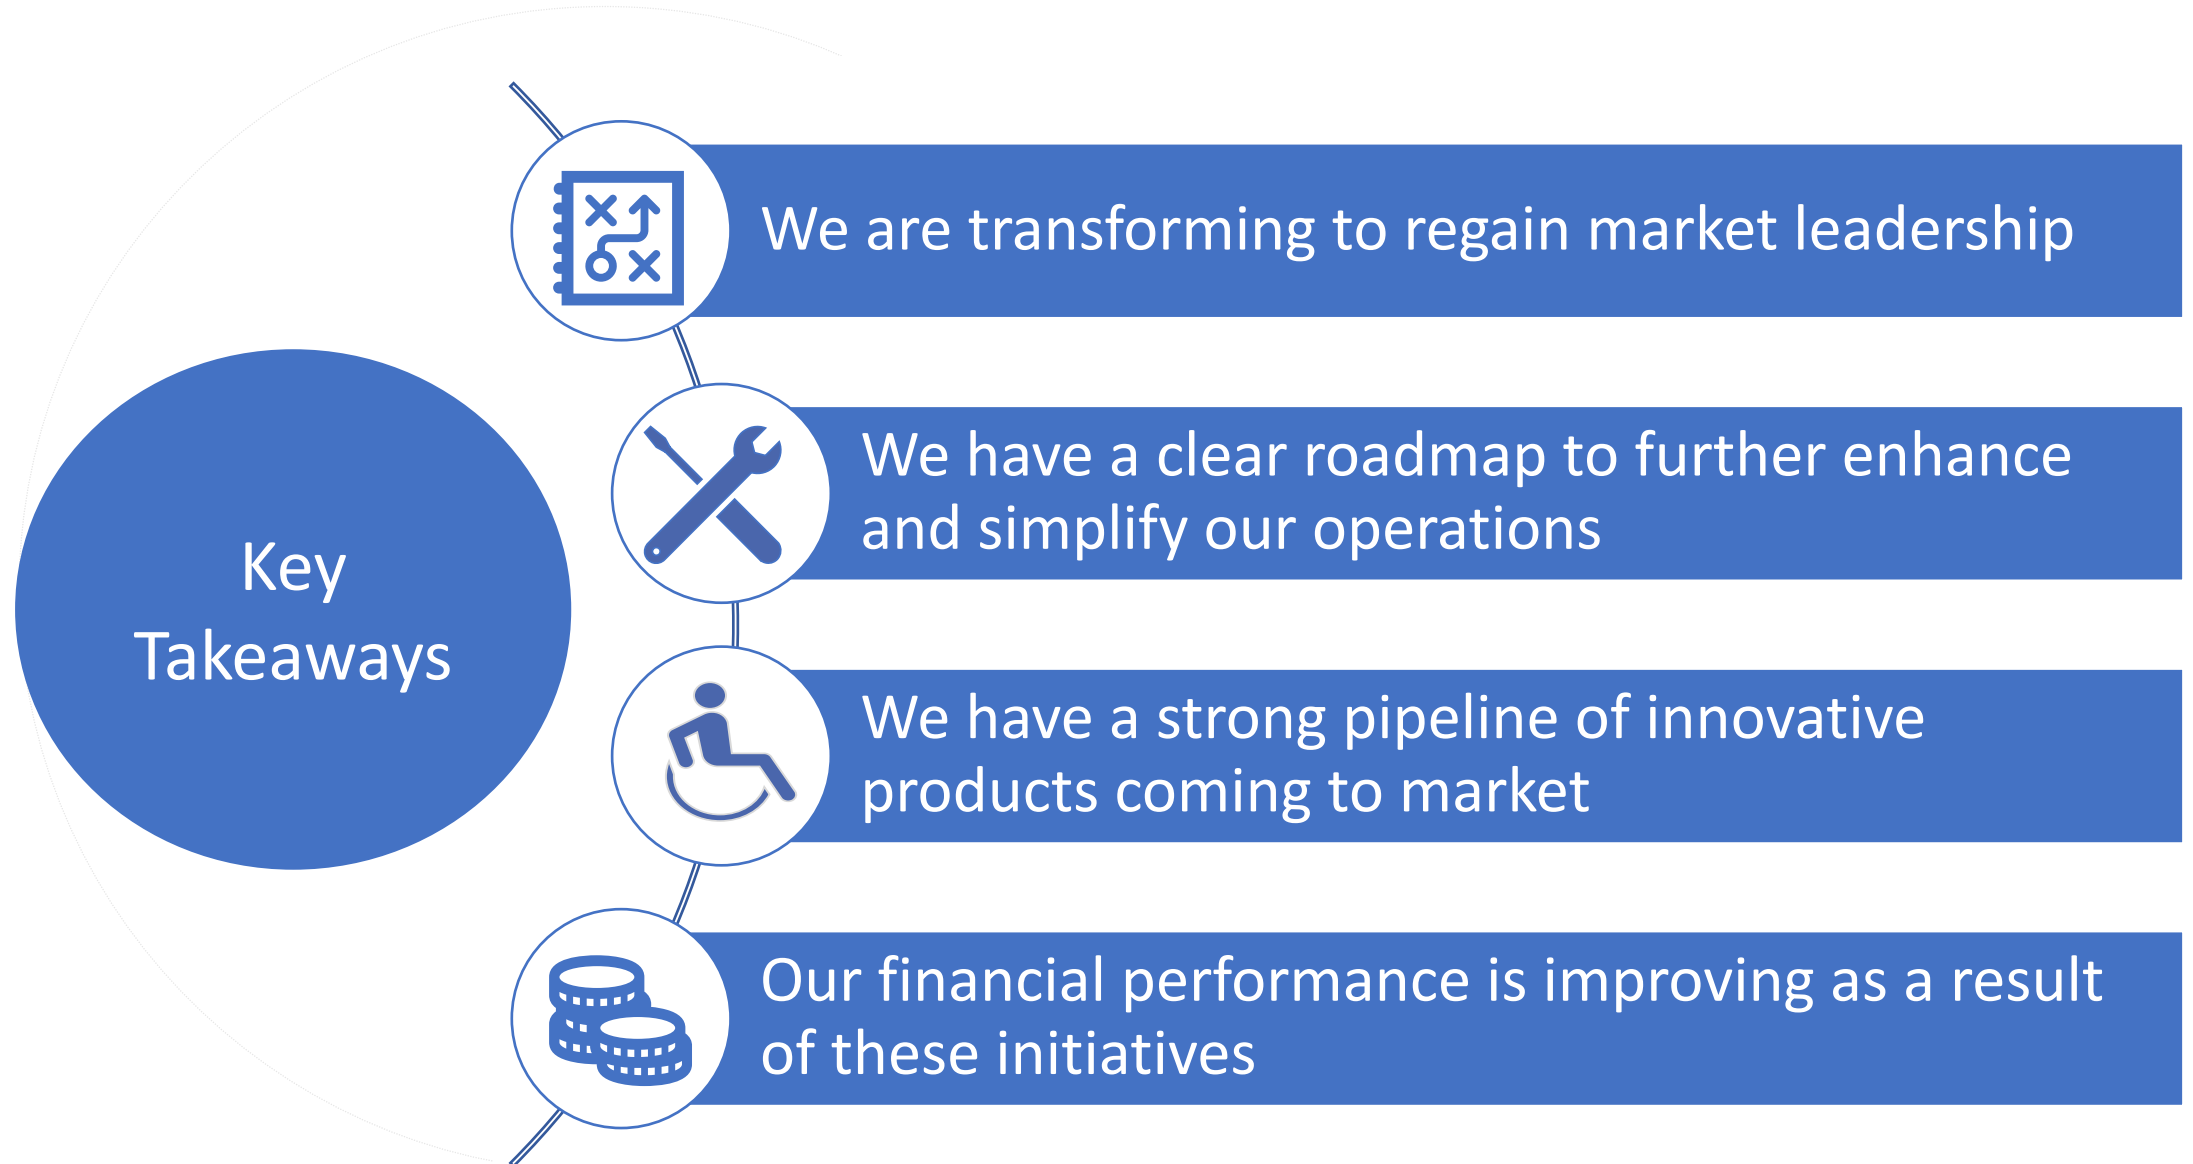 Key
Takeaways
We are transforming to regain market leadership
We have a clear roadmap to further enhance
and simplify our operations
We have a strong pipeline of innovative
products coming to market
Our financial performance is improving as a result
of these initiatives